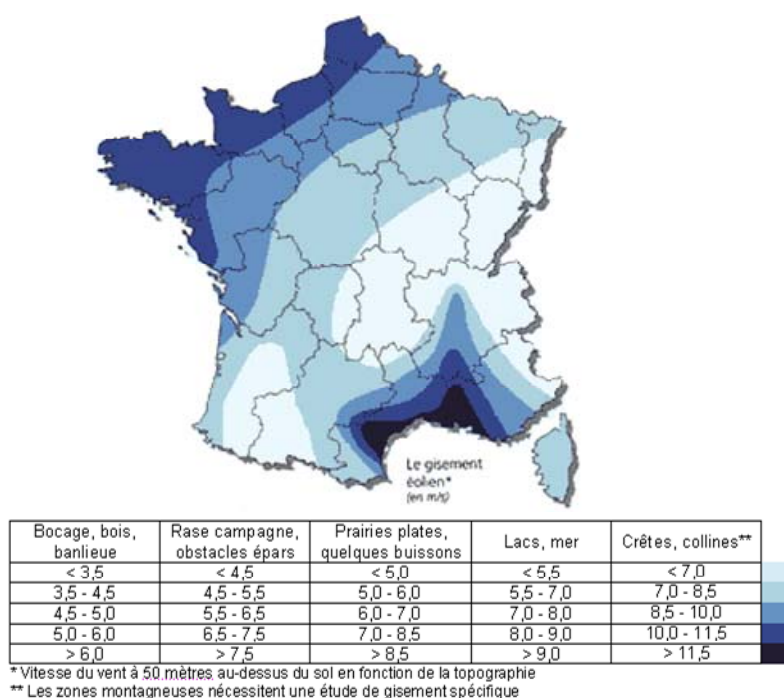 Le gisement
éolien*
(en m/s)
Bocage, bois, banlieue | Rase campagne, obstacles épars | Prairies plates, quelques buissons | Lacs, mer | Crêtes, collines**
< 3,5 | < 4,5 | < 5,0 | < 5,5 | < 7,0
3,5 - 4,5 | 4,5 - 5,5 | 5,0 - 6,0 | 5,5 - 7,0 | 7,0 - 8,5
4,5 - 5,0 | 5,5 - 6,5 | 6,0 - 7,0 | 7,0 - 8,0 | 8,5 - 10,0
5,0 - 6,0 | 6,5 - 7,5 | 7,0 - 8,5 | 8,0 - 9,0 | 10,0 - 11,5
> 6,0 | > 7,5 | > 8,5 | > 9,0 | > 11,5
* Vitesse du vent à 50 mètres au-dessus du sol en fonction de la topographie
** Les zones montagneuses nécessitent une étude de gisement spécifique